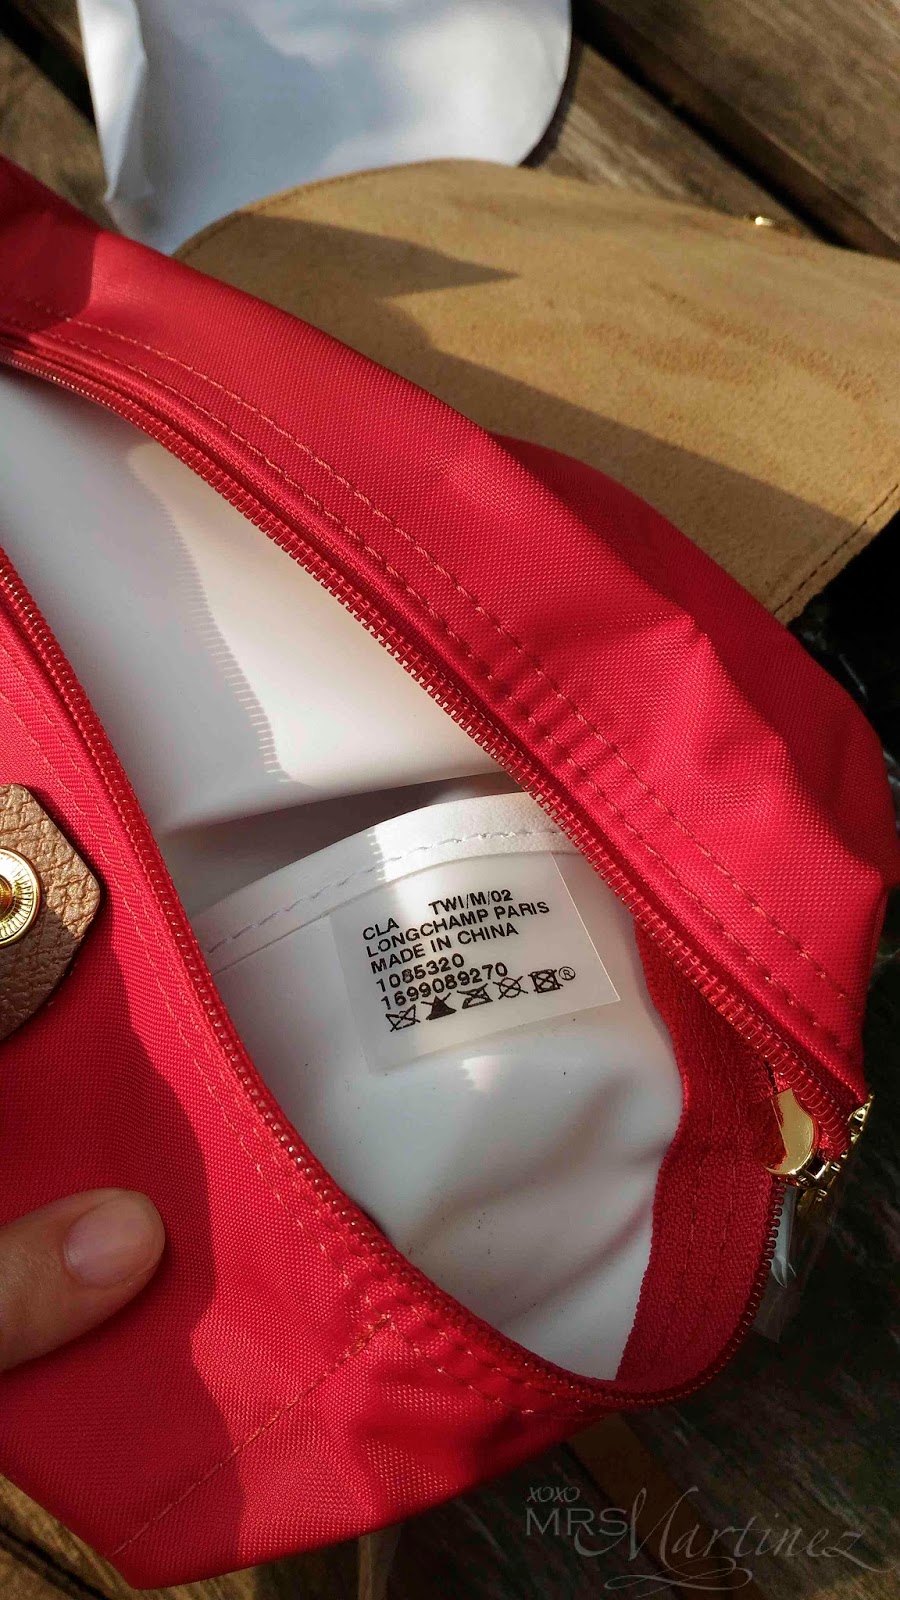 CLA TWI/M/02
LONGCHAMP PARIS
MADE IN CHINA
1085320
1699089270
®
xoxo
MRS Martinez